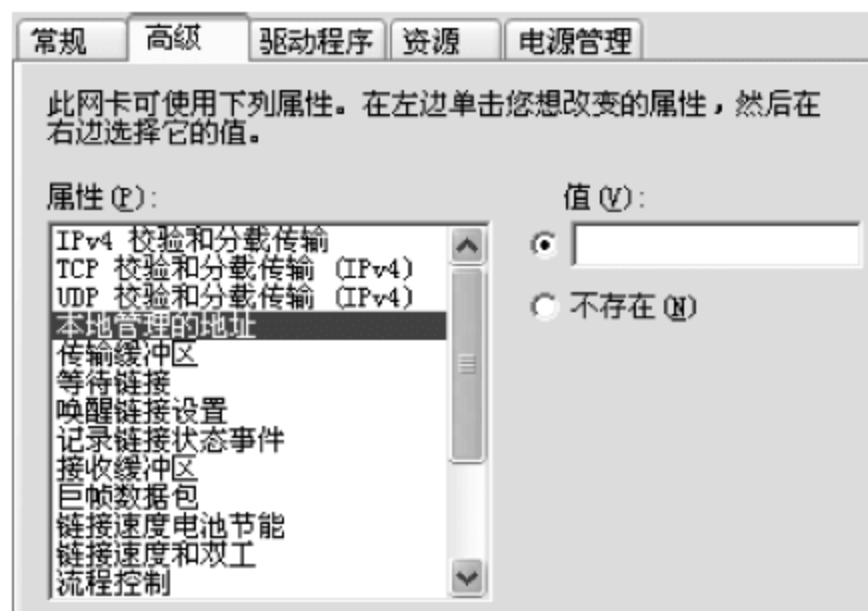 常规 高级 驱动程序 资源 电源管理
此网卡可使用下列属性。在左边单击您想改变的属性，然后在
右边选择它的值。
属性(P):
IPv4 校验和分载传输
TCP 校验和分载传输 (IPv4)
UDP 校验和分载传输 (IPv4)
本地管理的地址
传输缓冲区
等待链接
唤醒链接设置
记录链接状态事件
接收缓冲区
巨帧数据包
链接速度电池节能
链接速度和双工
流程控制
值(V):
不存在(N)